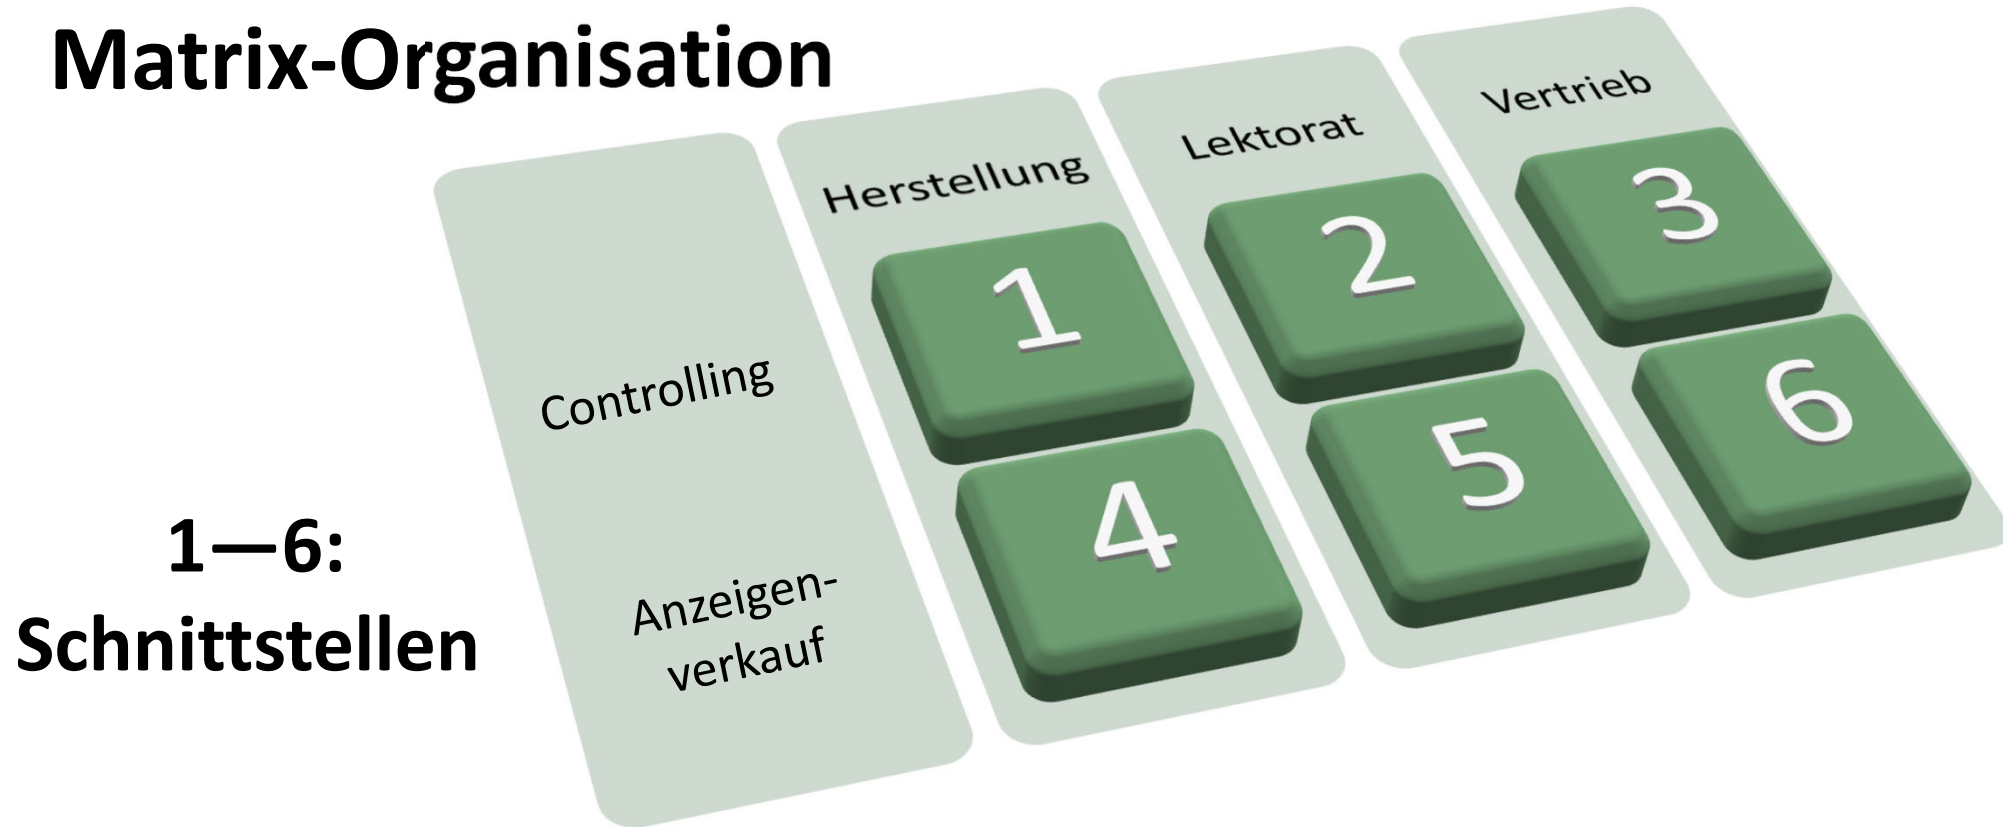 Matrix-Organisation
Herstellung
Lektorat
Vertrieb
Controlling
1
2
3
Anzeigen-
verkauf
4
5
6
1—6:
Schnittstellen